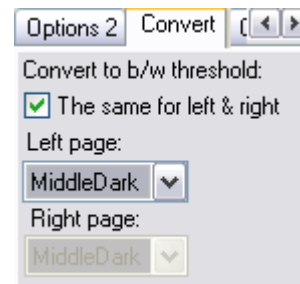 Options 2 Convert
Convert to b/w threshold:
The same for left & right
Left page:
MiddleDark
Right page:
MiddleDark